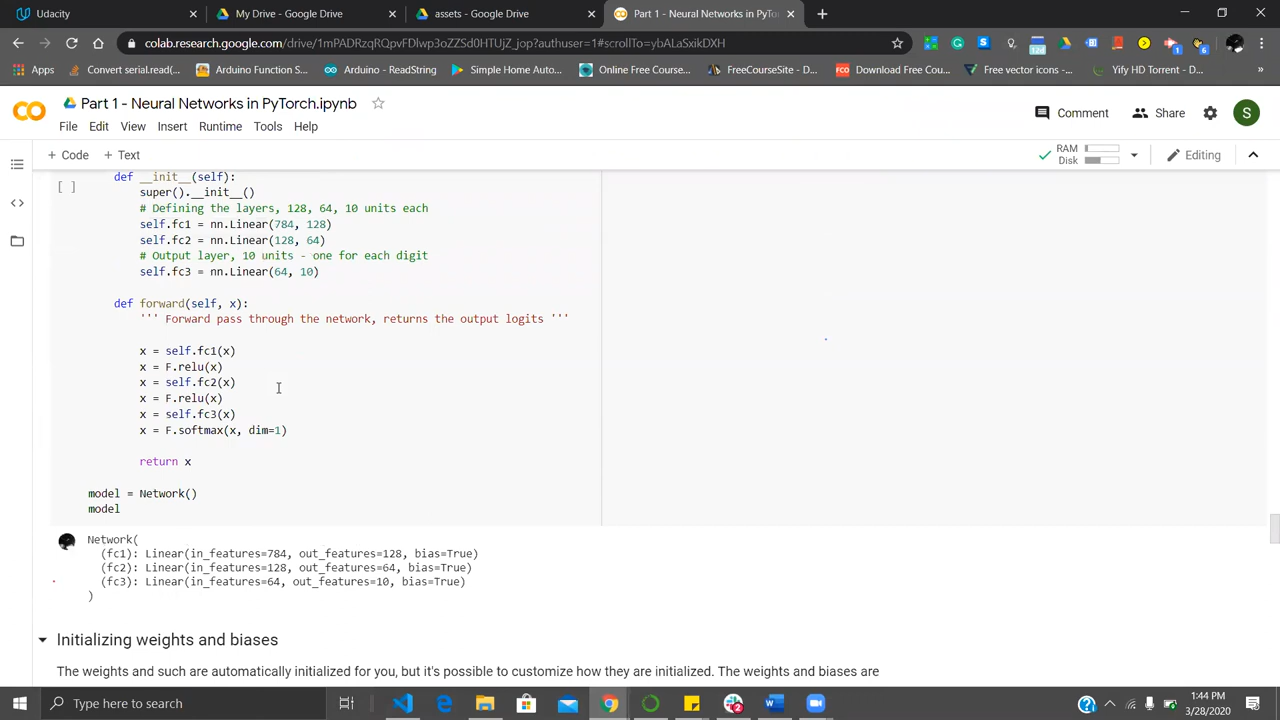 Udacity
My Drive - Google Drive
assets - Google Drive
Part 1 - Neural Networks in PyTor
colab.research.google.com/drive/1mPADRzqRQpvFDlwp3oZZSd0HTUjZ_jop?authuser=1#scrollTo=ybALaSxikDXH
Apps
Convert serial.read(...
Arduino Function S...
Arduino - ReadString
Simple Home Auto...
Online Free Course...
FreeCourseSite - D...
Download Free Cou...
Free vector icons -...
Yify HD Torrent - D...
Part 1 - Neural Networks in PyTorch.ipynb
Comment
Share
S
File Edit View Insert Runtime Tools Help
+ Code + Text
RAM
Disk
Editing
def __init__(self):
[ ]
super().__init__()
# Defining the layers, 128, 64, 10 units each
self.fc1 = nn.Linear(784, 128)
self.fc2 = nn.Linear(128, 64)
# Output layer, 10 units - one for each digit
self.fc3 = nn.Linear(64, 10)
def forward(self, x):
''' Forward pass through the network, returns the output logits '''
x = self.fc1(x)
x = F.relu(x)
x = self.fc2(x)
x = F.relu(x)
x = self.fc3(x)
x = F.softmax(x, dim=1)
return x
model = Network()
model
Network(
(fc1): Linear(in_features=784, out_features=128, bias=True)
(fc2): Linear(in_features=128, out_features=64, bias=True)
(fc3): Linear(in_features=64, out_features=10, bias=True)
)
Initializing weights and biases
The weights and such are automatically initialized for you, but it's possible to customize how they are initialized. The weights and biases are
Type here to search
1:44 PM
3/28/2020